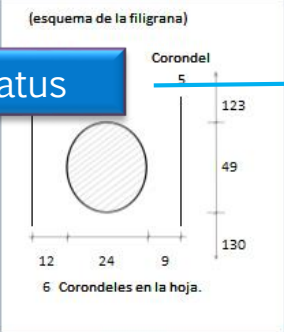 (esquema de la filigrana)
Corondel
atus
5
123
49
130
12 24 9
6 Corondeles en la hoja.